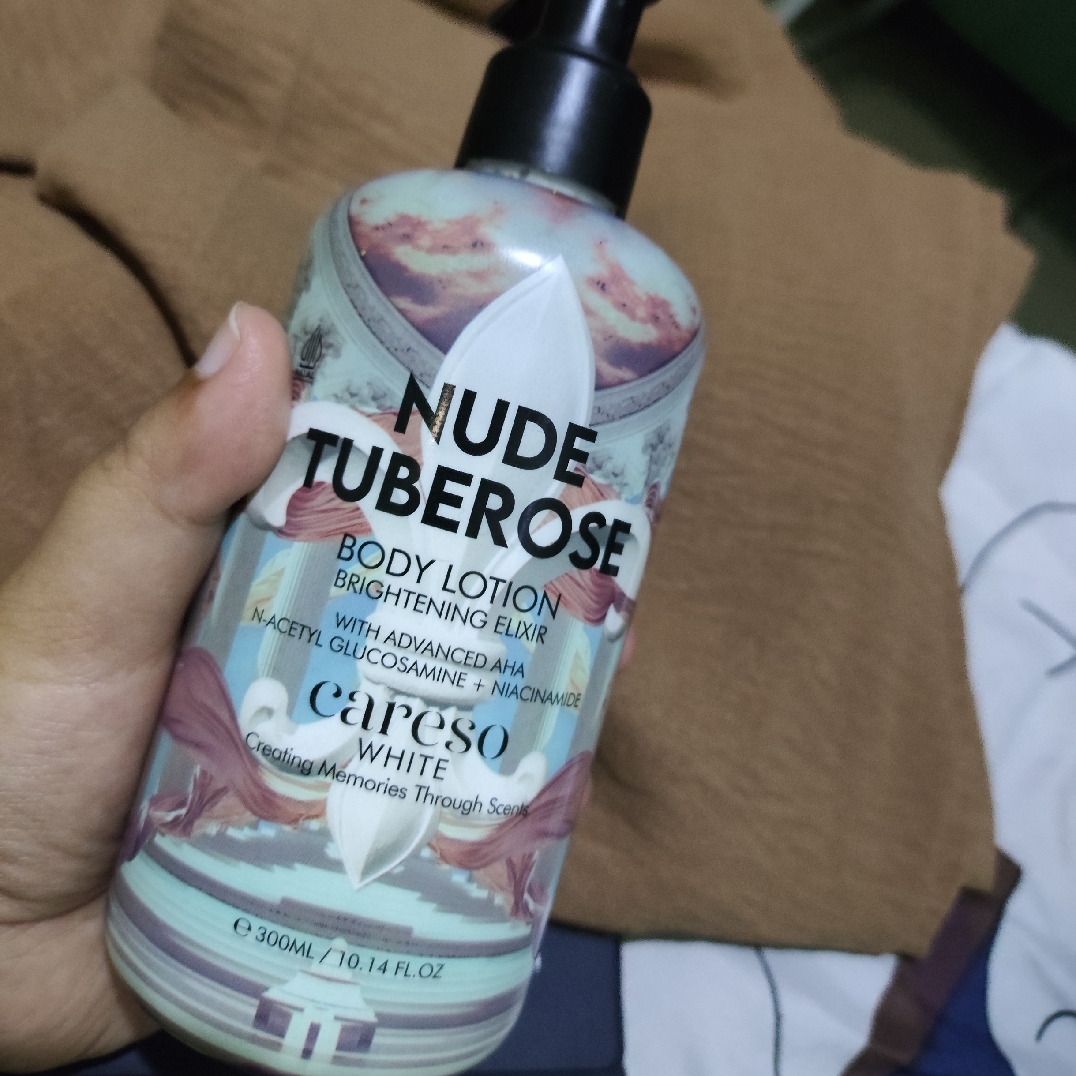 NUDE
TUBEROSE
BODY LOTION
BRIGHTENING ELIXIR
WITH ADVANCED AHA
N-ACETYL GLUCOSAMINE + NIACINAMIDE
careso
WHITE
Creating Memories Through Scents
℮ 300ML / 10.14 FL.OZ